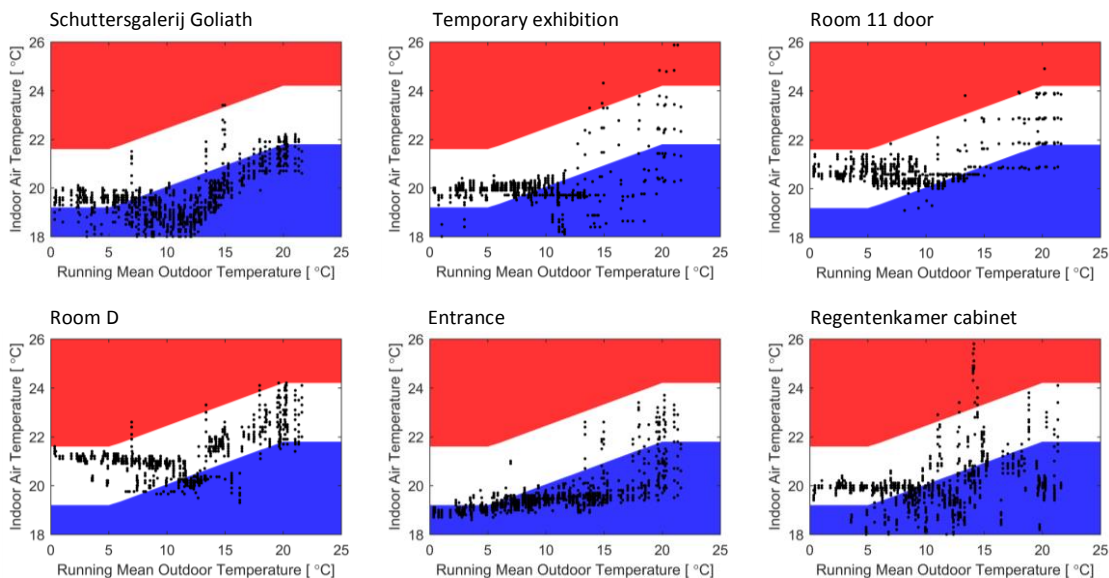 Schuttersgalerij Goliath
Temporary exhibition
Room 11 door
26
24
22
20
18
Indoor Air Temperature [ °C]
0 5 10 15 20 25
Running Mean Outdoor Temperature [ °C]
26
24
22
20
18
Indoor Air Temperature [ °C]
0 5 10 15 20 25
Running Mean Outdoor Temperature [ °C]
26
24
22
20
18
Indoor Air Temperature [ °C]
0 5 10 15 20 25
Running Mean Outdoor Temperature [ °C]
Room D
Entrance
Regentenkamer cabinet
26
24
22
20
18
Indoor Air Temperature [ °C]
0 5 10 15 20 25
Running Mean Outdoor Temperature [ °C]
26
24
22
20
18
Indoor Air Temperature [ °C]
0 5 10 15 20 25
Running Mean Outdoor Temperature [ °C]
26
24
22
20
18
Indoor Air Temperature [ °C]
0 5 10 15 20 25
Running Mean Outdoor Temperature [ °C]